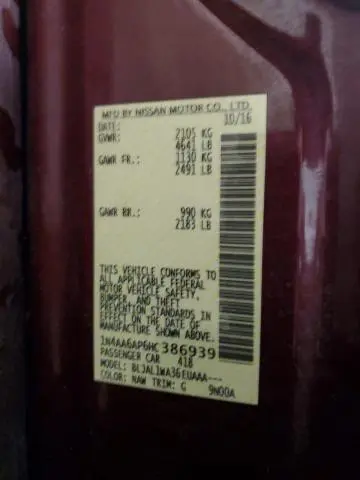 MFD BY NISSAN MOTOR CO., LTD.
DATE: 10/16
GVWR: 2105 KG
4641 LB
GAWR FR.: 1130 KG
2491 LB
GAWR RR.: 990 KG
2183 LB
THIS VEHICLE CONFORMS TO
ALL APPLICABLE FEDERAL
MOTOR VEHICLE SAFETY,
BUMPER, AND THEFT
PREVENTION STANDARDS IN
EFFECT ON THE DATE OF
MANUFACTURE SHOWN ABOVE.
1N4AA6AP6HC386939
PASSENGER CAR 41B
MODEL: BLJALWA36EUAAA---
COLOR: NAW TRIM: G 9N00A